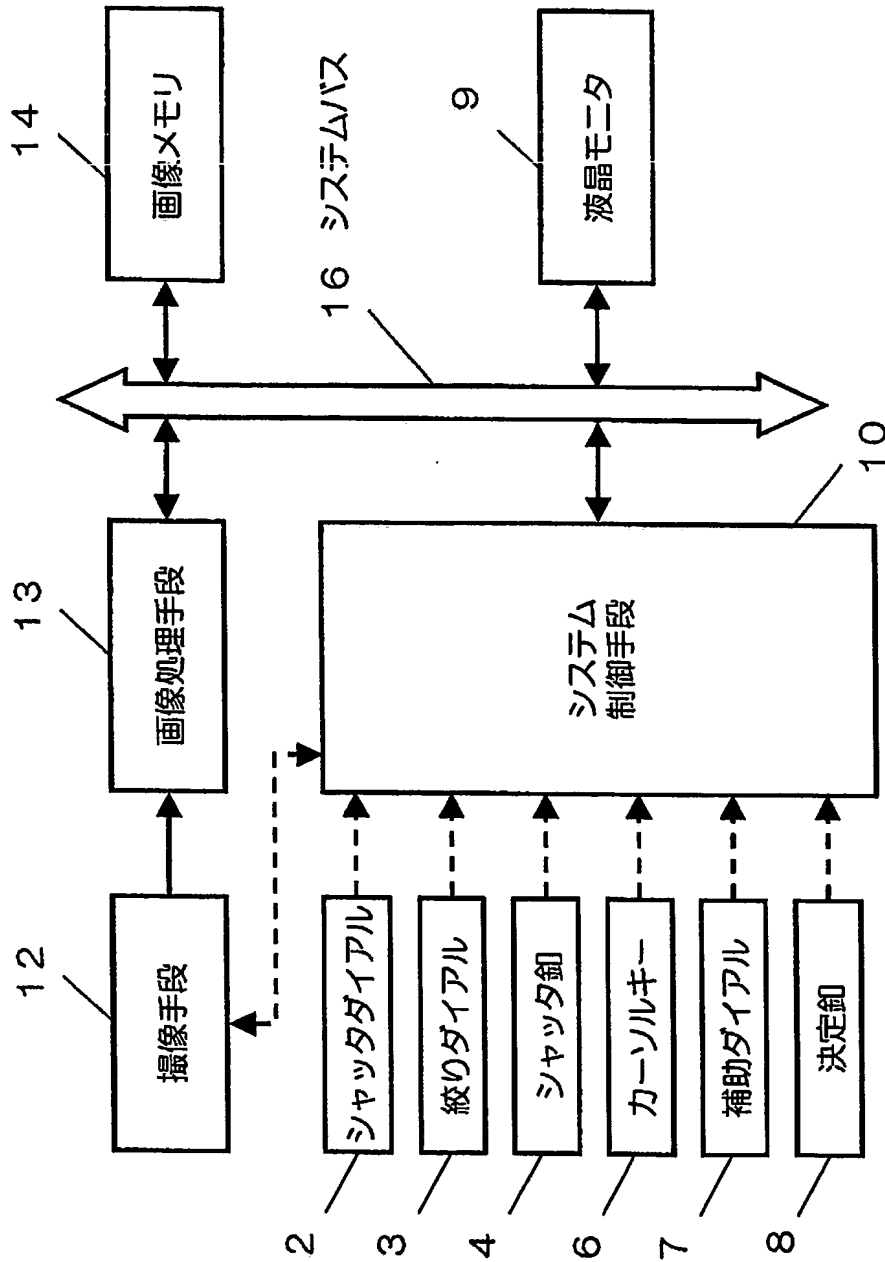 12
撮像手段
13
画像処理手段
14
画像メモリ
16 システムバス
2
シャッタダイアル
3
絞りダイアル
4
シャッタ釦
6
カーソルキー
7
補助ダイアル
8
決定釦
システム
制御手段
10
9
液晶モニタ